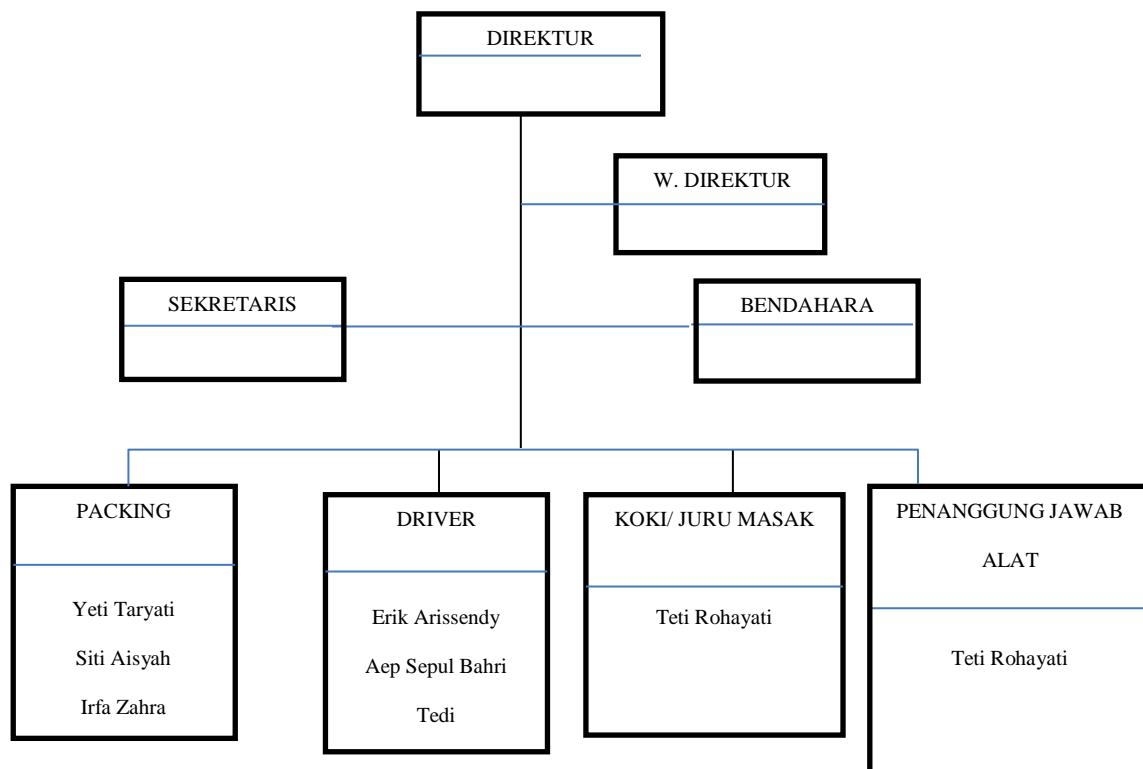 DIREKTUR
W. DIREKTUR
SEKRETARIS
BENDAHARA
PACKING
Yeti Taryati
Siti Aisyah
Irfa Zahra
DRIVER
Erik Arissendy
Aep Sepul Bahri
Tedi
KOKI/ JURU MASAK
Teti Rohayati
PENANGGUNG JAWAB
ALAT
Teti Rohayati